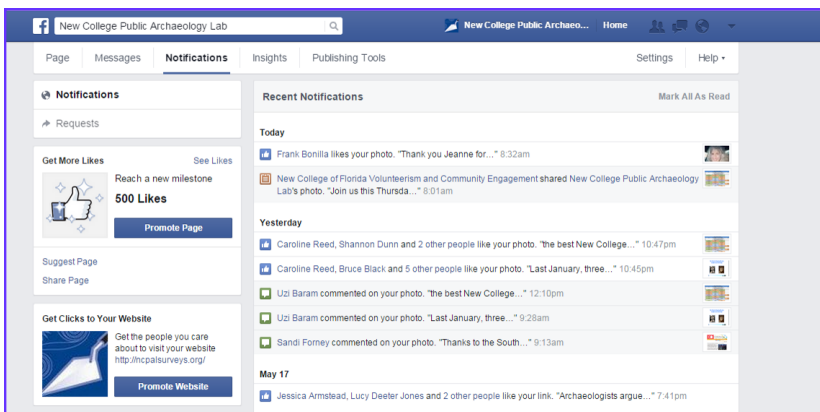 New College Public Archaeology Lab
New College Public Archaeo... Home
Page Messages Notifications Insights Publishing Tools Settings Help
Notifications
Requests
Get More Likes See Likes
Reach a new milestone
500 Likes
Promote Page
Suggest Page
Share Page
Get Clicks to Your Website
Get the people you care
about to visit your website
http://ncpalsurveys.org/
Promote Website
Recent Notifications Mark All As Read
Today
Frank Bonilla likes your photo. "Thank you Jeanne for..." 8:32am
New College of Florida Volunteerism and Community Engagement shared New College Public Archaeology
Lab's photo. "Join us this Thursda..." 8:01am
Yesterday
Caroline Reed, Shannon Dunn and 2 other people like your photo. "the best New College..." 10:47pm
Caroline Reed, Bruce Black and 5 other people like your photo. "Last January, three..." 10:45pm
Uzi Baram commented on your photo. "the best New College..." 12:10pm
Uzi Baram commented on your photo. "Last January, three..." 9:28am
Sandi Forney commented on your photo. "Thanks to the South..." 9:13am
May 17
Jessica Armstead, Lucy Deeter Jones and 2 other people like your link. "Archaeologists argue..." 7:41pm